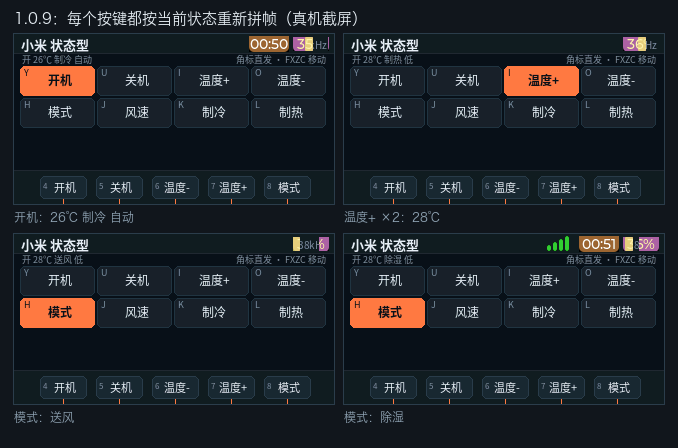 1.0.9：每个按键都按当前状态重新拼帧（真机截屏）
小米 状态型 00:50
开 26℃ 制冷 自动 角标直发 · FXZC 移动
Y 开机 U 关机 I 温度+ O 温度-
H 模式 J 风速 K 制冷 L 制热
4 开机 5 关机 6 温度- 7 温度+ 8 模式
开机：26℃ 制冷 自动
小米 状态型
开 28℃ 制热 低 角标直发 · FXZC 移动
Y 开机 U 关机 I 温度+ O 温度-
H 模式 J 风速 K 制冷 L 制热
4 开机 5 关机 6 温度- 7 温度+ 8 模式
温度+ ×2：28℃
小米 状态型
开 28℃ 送风 低 角标直发 · FXZC 移动
Y 开机 U 关机 I 温度+ O 温度-
H 模式 J 风速 K 制冷 L 制热
4 开机 5 关机 6 温度- 7 温度+ 8 模式
模式：送风
小米 状态型 00:51
开 28℃ 除湿 低 角标直发 · FXZC 移动
Y 开机 U 关机 I 温度+ O 温度-
H 模式 J 风速 K 制冷 L 制热
4 开机 5 关机 6 温度- 7 温度+ 8 模式
模式：除湿